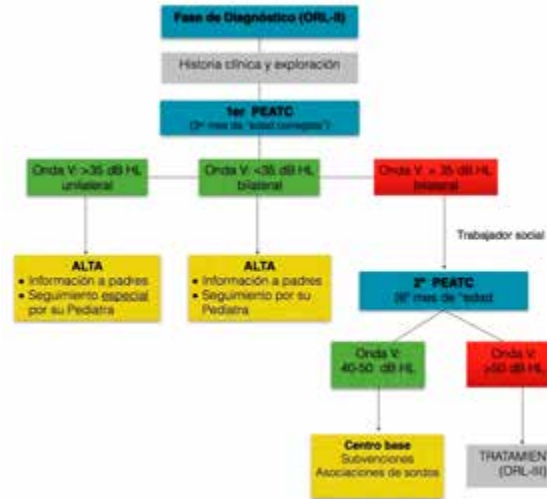 Fase de Diagnóstico (ORL-II)
Historia clínica y exploración
1er PEATC
(3er mes de "edad corregida")
Onda V: >35 dB HL
unilateral
Onda V: <35 dB HL
bilateral
Onda V: > 35 dB HL
bilateral
Trabajador social
ALTA
• Información a padres
• Seguimiento especial
por su Pediatra
ALTA
• Información a padres
• Seguimiento por su
Pediatra
2º PEATC
(6º mes de "edad
Onda V:
40-50 dB HL
Onda V:
>50 dB HL
Centro base
Subvenciones
Asociaciones de sordos
TRATAMIEN
(ORL-III)